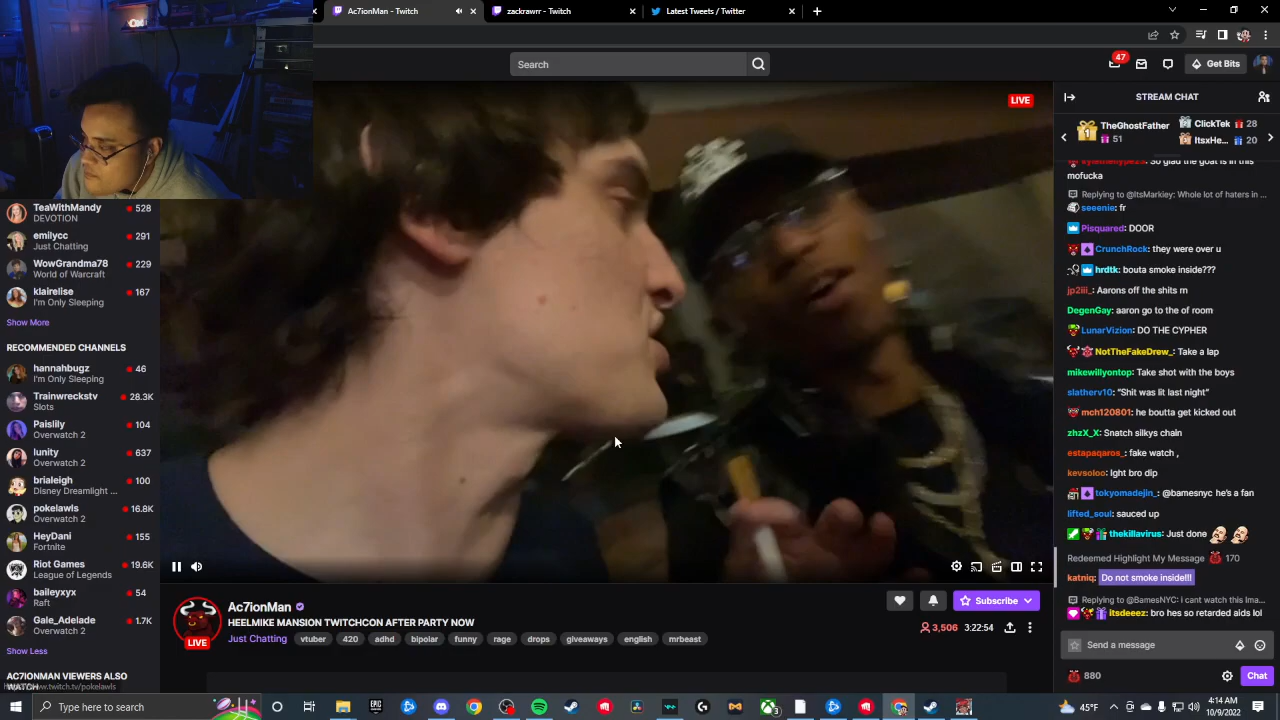 Ac7ionMan - Twitch
zackrawrr - Twitch
Latest Tweets / Twitter
Search
47
Get Bits
LIVE
TeaWithMandy 528
DEVOTION
emilycc 291
Just Chatting
WowGrandma78 229
World of Warcraft
klairelise 167
I'm Only Sleeping
Show More
RECOMMENDED CHANNELS
hannahbugz 46
I'm Only Sleeping
Trainwreckstv 28.3K
Slots
Paislily 104
Overwatch 2
lunity 637
Overwatch 2
brialeigh 100
Disney Dreamlight ...
pokelawls 16.8K
Overwatch 2
HeyDani 155
Fortnite
Riot Games 19.6K
League of Legends
baileyxyx 54
Raft
Gale_Adelade 1.7K
Overwatch 2
Show Less
AC7IONMAN VIEWERS ALSO
Ac7ionMan
HEELMIKE MANSION TWITCHCON AFTER PARTY NOW
Just Chatting vtuber 420 adhd bipolar funny rage drops giveaways english mrbeast
LIVE
Subscribe
3,506 3:22:54
STREAM CHAT
1 TheGhostFather
51
ClickTek 28
ItsxHe... 20
mofucka
Replying to @ItsMarkiey: Whole lot of haters in ...
seeenie: fr
Pisquared: DOOR
CrunchRock: they were over u
hrdtk: bouta smoke inside???
jp2iii_: Aarons off the shits rn
DegenGay: aaron go to the of room
LunarVizion: DO THE CYPHER
NotTheFakeDrew_: Take a lap
mikewillyontop: Take shot with the boys
slatherv10: "Shit was lit last night"
mch120801: he boutta get kicked out
zhzX_X: Snatch silkys chain
estapaqaros_: fake watch ,
kevsoloo: Ight bro dip
tokyomadejin_: @bamesnyc he's a fan
lifted_soul: sauced up
thekillavirus: Just done
Redeemed Highlight My Message 170
katniq: Do not smoke inside!!!
Replying to @BamesNYC: i cant watch this lma...
itsdeeez: bro hes so retarded aids lol
Send a message
880
Chat
Type here to search
45°F
4:14 AM
10/9/2022